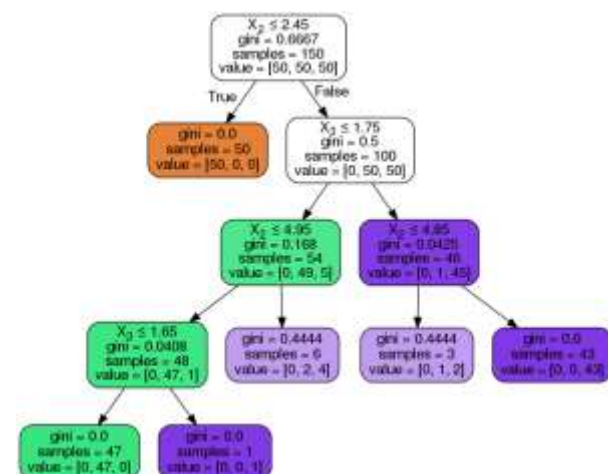 X₂ ≤ 2.45
gini = 0.6667
samples = 150
value = [50, 50, 50]
True
False
gini = 0.0
samples = 50
value = [50, 0, 0]
X₃ ≤ 1.75
gini = 0.5
samples = 100
value = [0, 50, 50]
X₂ ≤ 4.95
gini = 0.168
samples = 54
value = [0, 49, 5]
X₂ ≤ 4.85
gini = 0.0425
samples = 46
value = [0, 1, 45]
X₃ ≤ 1.65
gini = 0.0408
samples = 48
value = [0, 47, 1]
gini = 0.4444
samples = 6
value = [0, 2, 4]
gini = 0.4444
samples = 3
value = [0, 1, 2]
gini = 0.0
samples = 43
value = [0, 0, 43]
gini = 0.0
samples = 47
value = [0, 47, 0]
gini = 0.0
samples = 1
value = [0, 0, 1]